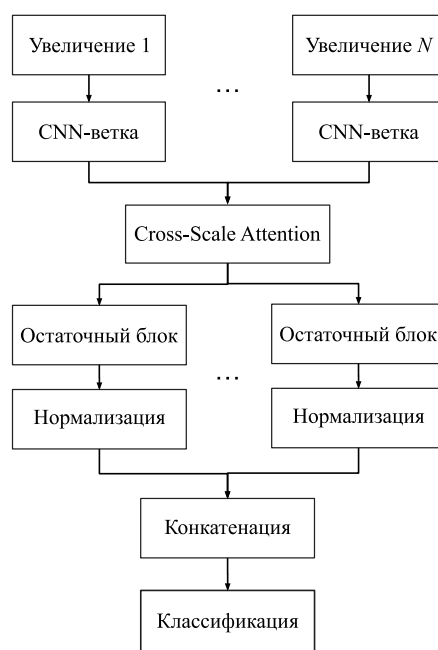 Увеличение 1
...
Увеличение N
CNN-ветка
CNN-ветка
Cross-Scale Attention
Остаточный блок
Остаточный блок
...
Нормализация
Нормализация
Конкатенация
Классификация